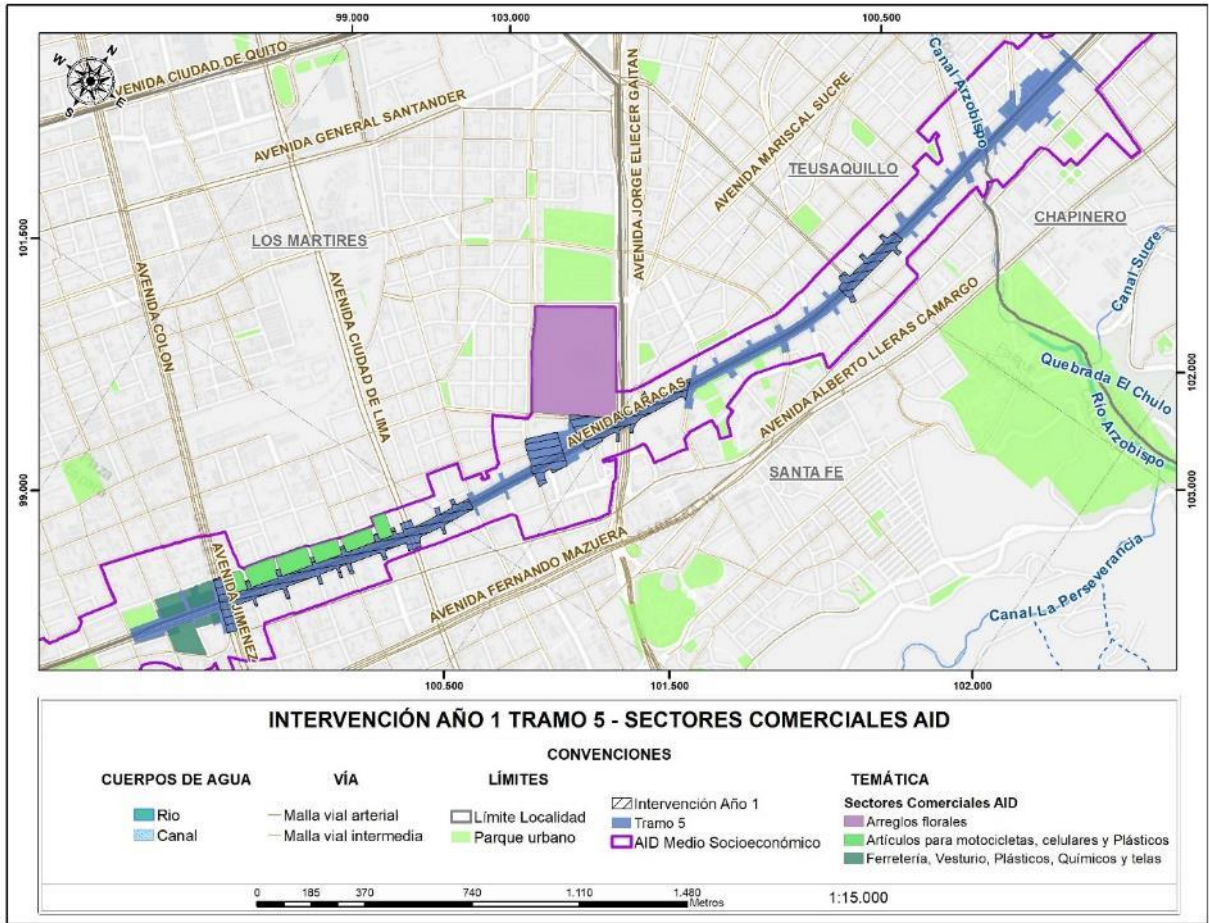 99.000
103.000
100.500
N
W
E
S
AVENIDA CIUDAD DE QUITO
AVENIDA GENERAL SANTANDER
AVENIDA JORGE ELIECER GAITAN
AVENIDA MARISCAL SUCRE
Canal Arzobispo
TEUSAQUILLO
CHAPINERO
LOS MARTIRES
101.500
AVENIDA COLON
AVENIDA CIUDAD DE LIMA
Canal Sucre
AVENIDA ALBERTO LLERAS CAMARGO
102.000
Quebrada El Chulo
Rio Arzobispo
AVENIDA CARACAS
SANTA FE
99.000
103.000
AVENIDA FERNANDO MAZUERA
AVENIDA JIMENEZ
Canal La Perseverancia
100.500
101.500
102.000
INTERVENCIÓN AÑO 1 TRAMO 5 - SECTORES COMERCIALES AID
CONVENCIONES
CUERPOS DE AGUA
Rio
Canal
VÍA
Malla vial arterial
Malla vial intermedia
LÍMITES
Límite Localidad
Parque urbano
Intervención Año 1
Tramo 5
AID Medio Socioeconómico
TEMÁTICA
Sectores Comerciales AID
Arreglos florales
Artículos para motocicletas, celulares y Plásticos
Ferretería, Vesturio, Plásticos, Químicos y telas
0 185 370 740 1.110 1.480
Metros
1:15.000